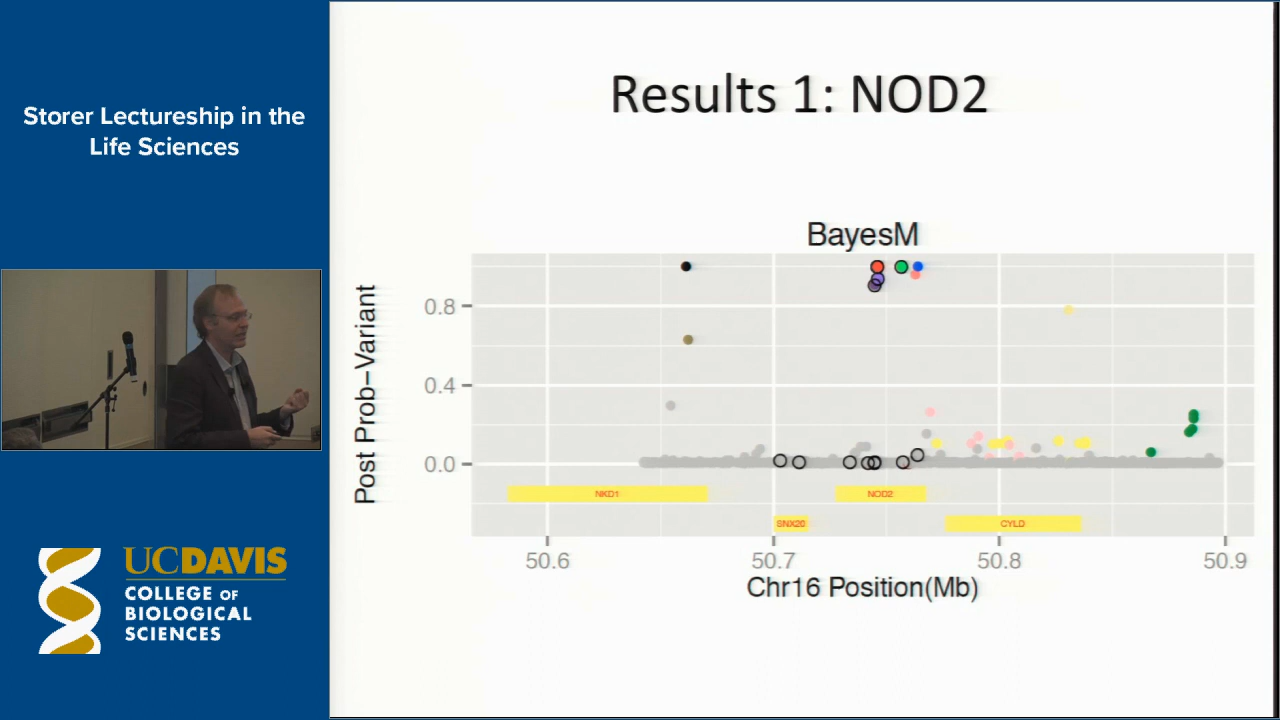 Storer Lectureship in the
Life Sciences
UCDAVIS
COLLEGE OF
BIOLOGICAL
SCIENCES
Results 1: NOD2
BayesM
Post Prob-Variant
0.8
0.4
0.0
NKD1
NOD2
SNX20
CYLD
50.6
50.7
50.8
50.9
Chr16 Position(Mb)